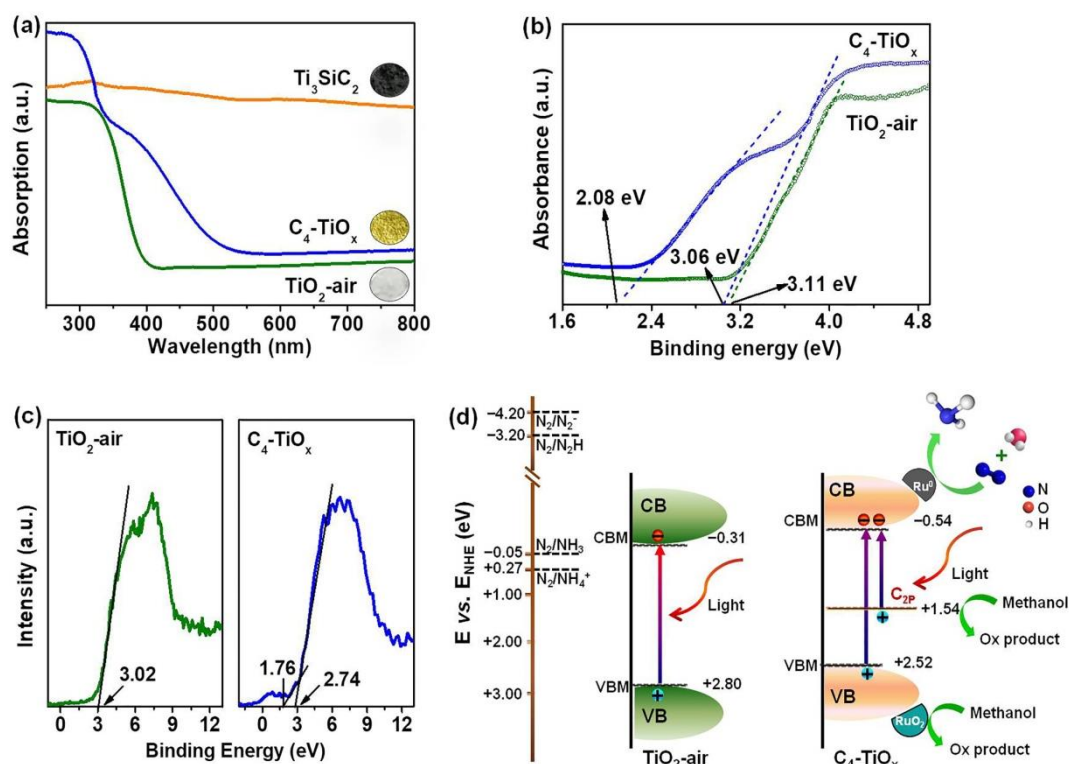 (a)
Ti₃SiC₂
C₄-TiOₓ
TiO₂-air
Absorption (a.u.)
300 400 500 600 700 800
Wavelength (nm)
(b)
C₄-TiOₓ
TiO₂-air
2.08 eV
3.06 eV
3.11 eV
Absorbance (a.u.)
1.6 2.4 3.2 4.0 4.8
Binding energy (eV)
(c)
TiO₂-air
C₄-TiOₓ
3.02
1.76
2.74
Intensity (a.u.)
0 3 6 9 12
0 3 6 9 12
Binding Energy (eV)
(d)
E vs. E_NHE (eV)
−4.20
N₂/N₂⁻
−3.20
N₂/N₂H
−0.05
N₂/NH₃
+0.27
N₂/NH₄⁺
+1.00
+2.00
+3.00
CB
CBM
−0.31
Light
VBM
+2.80
VB
TiO₂-air
CB
Ru⁰
CBM
−0.54
Light
C₂P
+1.54
Methanol
Ox product
VBM
+2.52
VB
RuO₂
Methanol
Ox product
C₄-TiOₓ
+
N
O
H